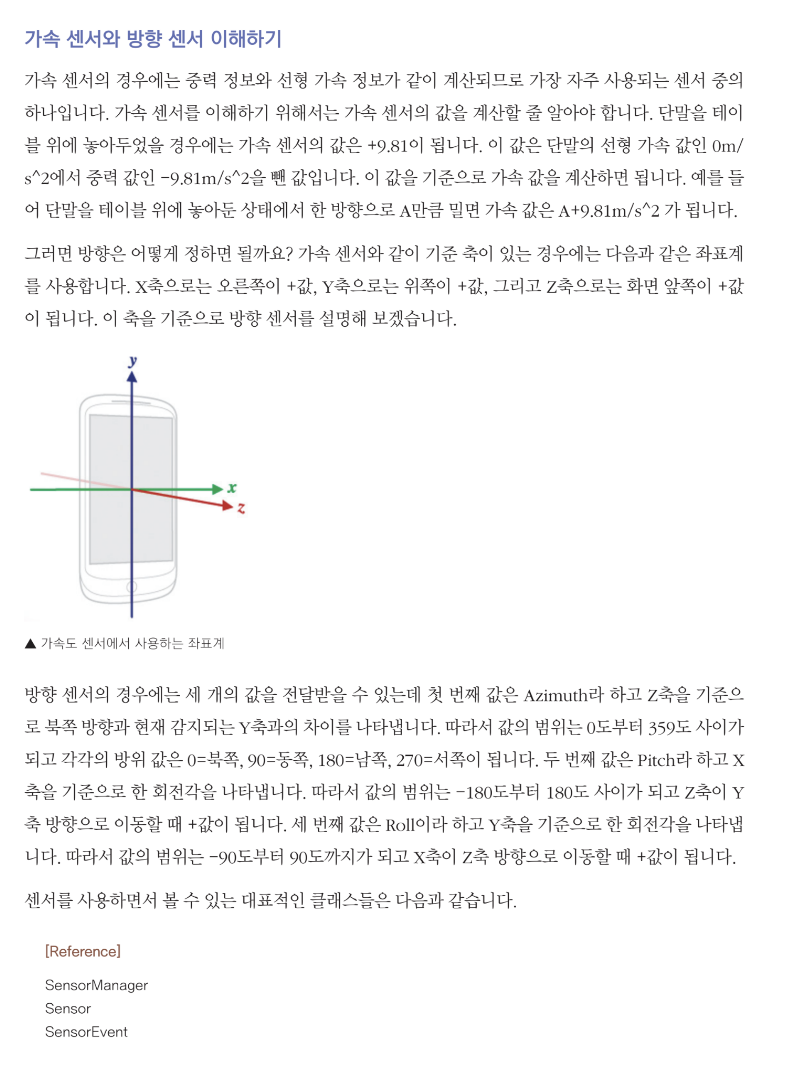 가속 센서와 방향 센서 이해하기
가속 센서의 경우에는 중력 정보와 선형 가속 정보가 같이 계산되므로 가장 자주 사용되는 센서 중의
하나입니다. 가속 센서를 이해하기 위해서는 가속 센서의 값을 계산할 줄 알아야 합니다. 단말을 테이
블 위에 놓아두었을 경우에는 가속 센서의 값은 +9.81이 됩니다. 이 값은 단말의 선형 가속 값인 0m/
s^2에서 중력 값인 -9.81m/s^2을 뺀 값입니다. 이 값을 기준으로 가속 값을 계산하면 됩니다. 예를 들
어 단말을 테이블 위에 놓아둔 상태에서 한 방향으로 A만큼 밀면 가속 값은 A+9.81m/s^2 가 됩니다.
그러면 방향은 어떻게 정하면 될까요? 가속 센서와 같이 기준 축이 있는 경우에는 다음과 같은 좌표계
를 사용합니다. X축으로는 오른쪽이 +값, Y축으로는 위쪽이 +값, 그리고 Z축으로는 화면 앞쪽이 +값
이 됩니다. 이 축을 기준으로 방향 센서를 설명해 보겠습니다.
y
x
z
▲ 가속도 센서에서 사용하는 좌표계
방향 센서의 경우에는 세 개의 값을 전달받을 수 있는데 첫 번째 값은 Azimuth라 하고 Z축을 기준으
로 북쪽 방향과 현재 감지되는 Y축과의 차이를 나타냅니다. 따라서 값의 범위는 0도부터 359도 사이가
되고 각각의 방위 값은 0=북쪽, 90=동쪽, 180=남쪽, 270=서쪽이 됩니다. 두 번째 값은 Pitch라 하고 X
축을 기준으로 한 회전각을 나타냅니다. 따라서 값의 범위는 -180도부터 180도 사이가 되고 Z축이 Y
축 방향으로 이동할 때 +값이 됩니다. 세 번째 값은 Roll이라 하고 Y축을 기준으로 한 회전각을 나타냅
니다. 따라서 값의 범위는 -90도부터 90도까지가 되고 X축이 Z축 방향으로 이동할 때 +값이 됩니다.
센서를 사용하면서 볼 수 있는 대표적인 클래스들은 다음과 같습니다.
[Reference]
SensorManager
Sensor
SensorEvent